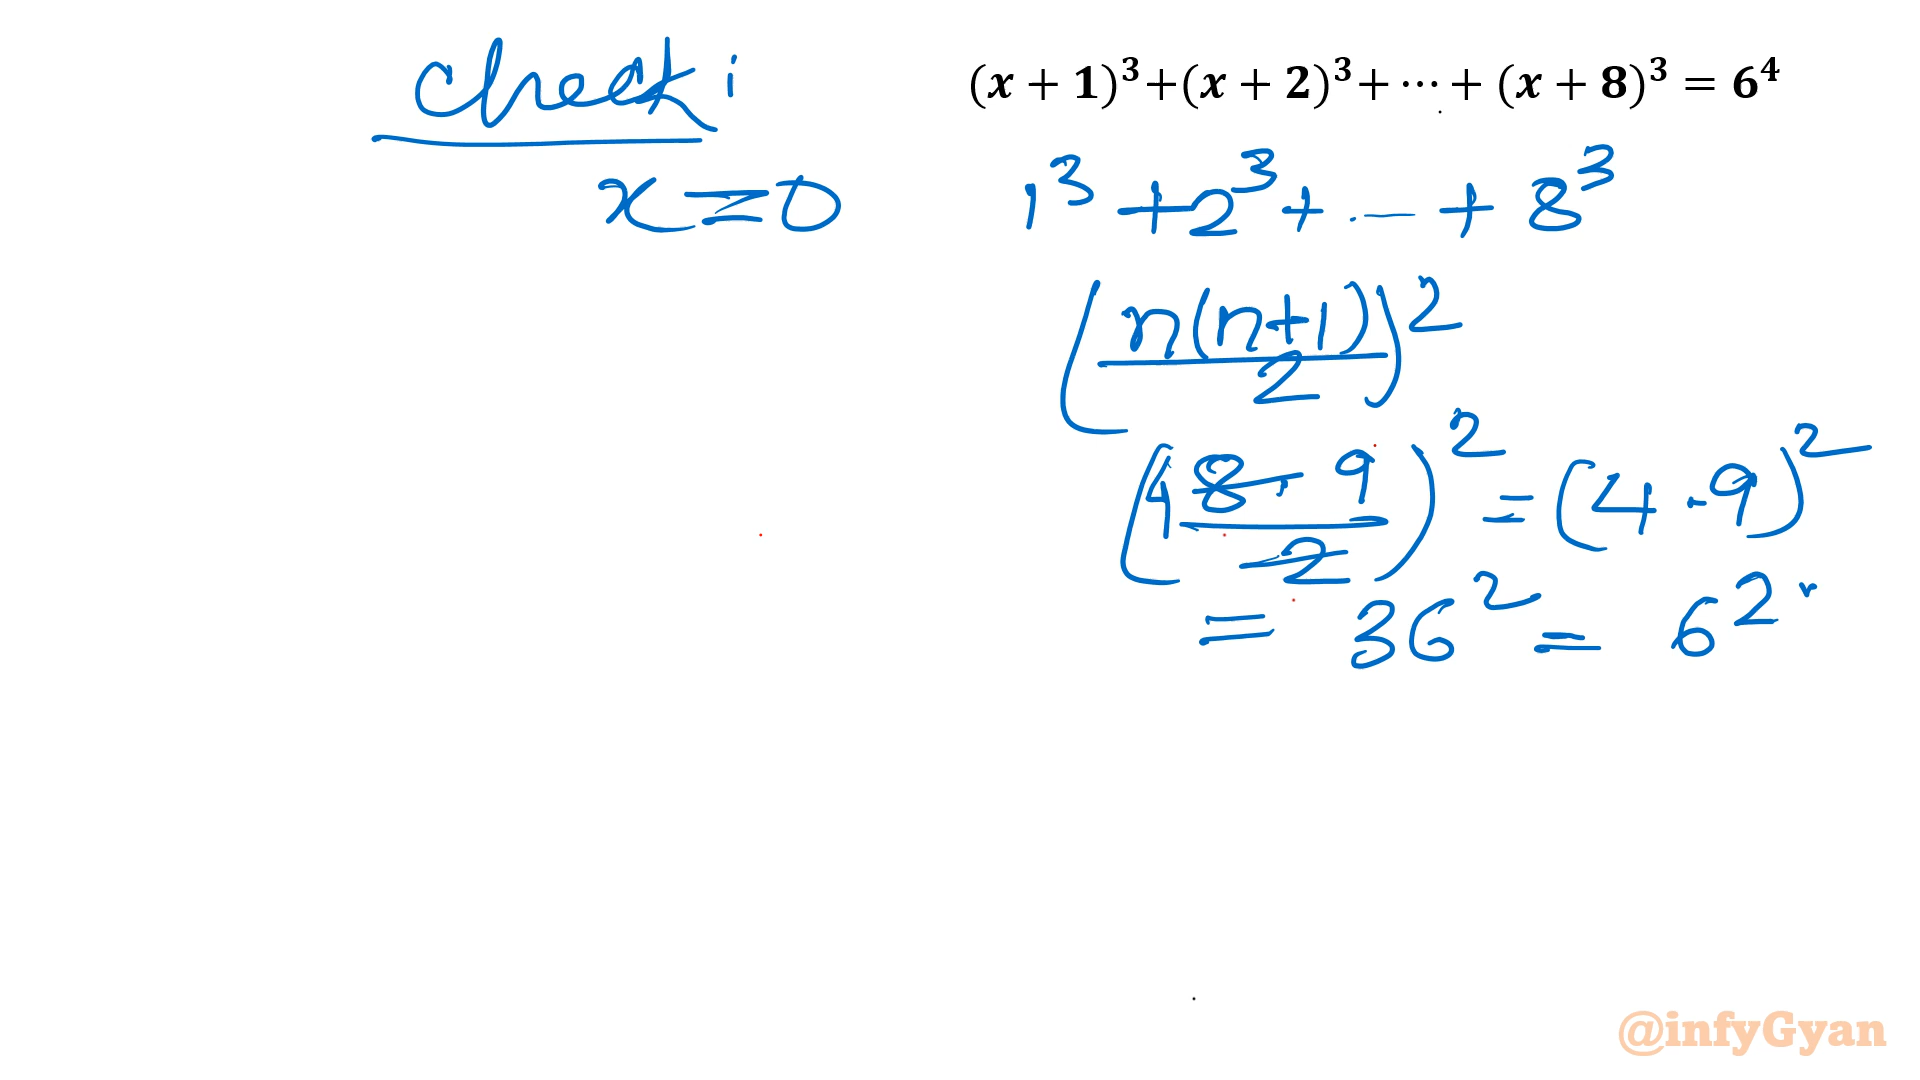 check :
(x + 1)³+(x + 2)³+ ⋯ + (x + 8)³ = 6⁴
x = 0
1³ + 2³ + ... + 8³
(n(n+1)/2)²
(4 8 · 9/2)² = (4 · 9)²
= 36² = 6²
@infyGyan